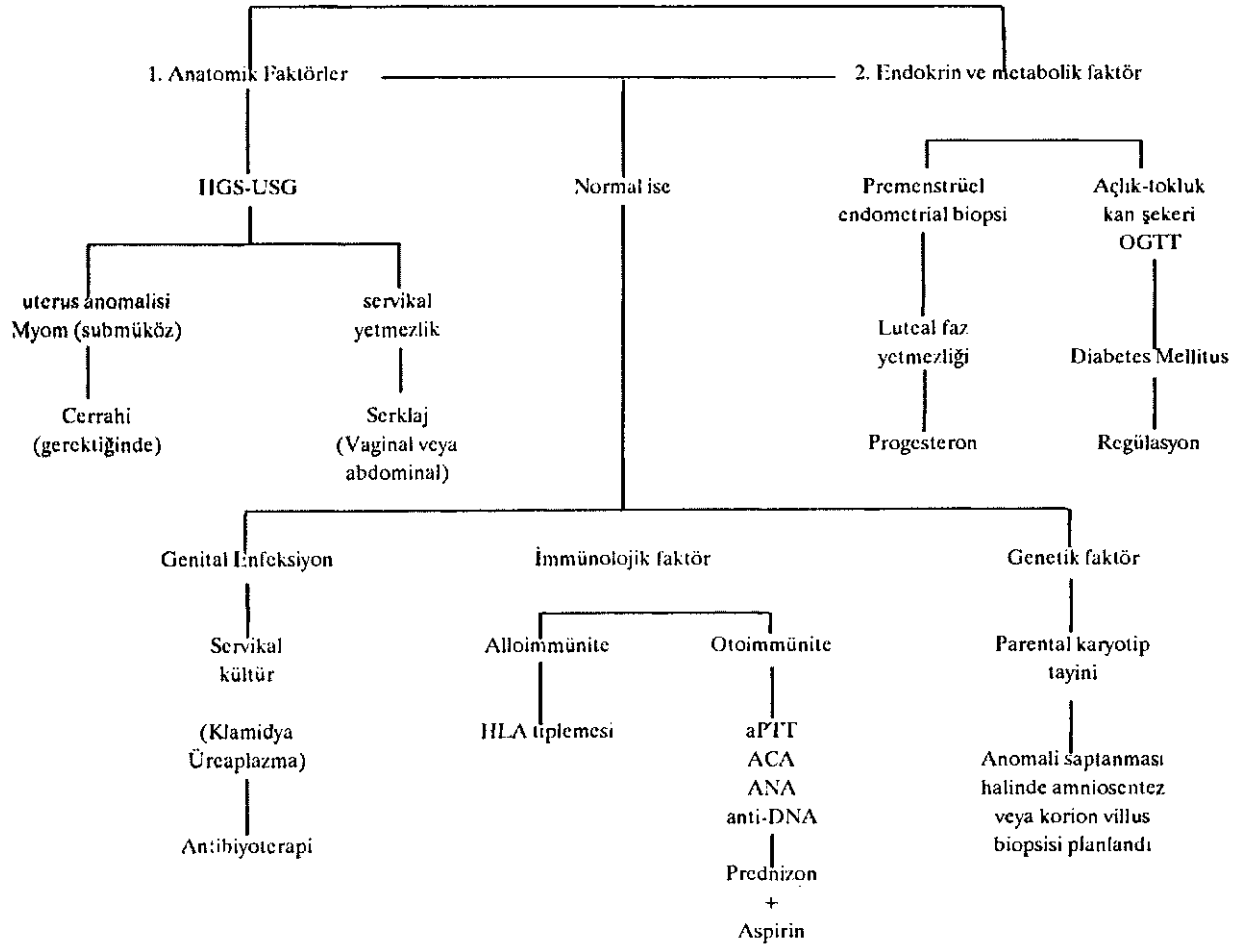 1. Anatomik Faktörler
2. Endokrin ve metabolik faktör
HGS-USG
Normal ise
Premenstrüel
endometrial biopsi
Açlık-tokluk
kan şekeri
OGTT
uterus anomalisi
Myom (submüköz)
servikal
yetmezlik
Luteal faz
yetmezliği
Diabetes Mellitus
Cerrahi
(gerektiğinde)
Serklaj
(Vaginal veya
abdominal)
Progesteron
Regülasyon
Genital Enfeksiyon
İmmünolojik faktör
Genetik faktör
Servikal
kültür
(Klamidya
Üreaplazma)
Antibiyoterapi
Alloimmünite
HLA tiplemesi
Otoimmünite
aPTT
ACA
ANA
anti-DNA
Prednizon
+
Aspirin
Parental karyotip
tayini
Anomali saptanması
halinde amniosentez
veya korion villus
biopsisi planlandı